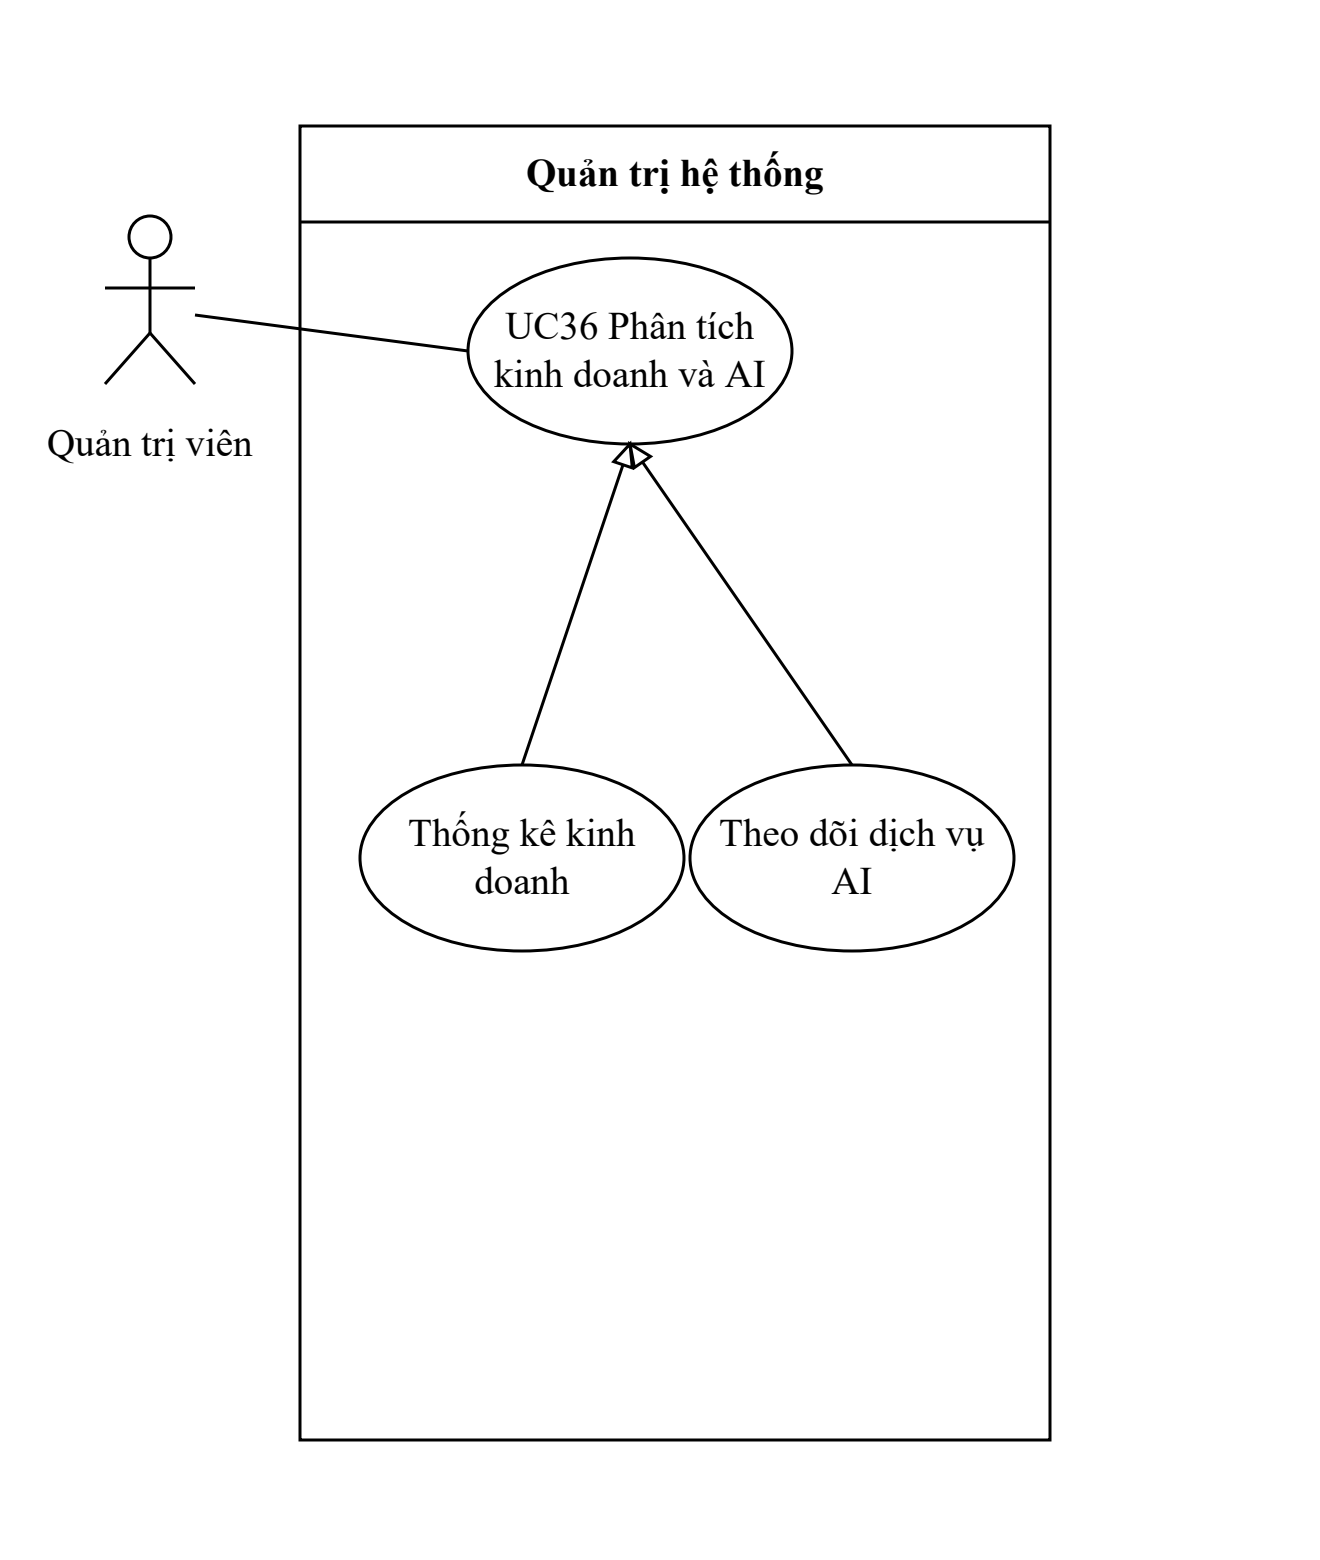 Quản trị hệ thống
UC36 Phân tích
kinh doanh và AI
Quản trị viên
Thống kê kinh
doanh
Theo dõi dịch vụ
AI